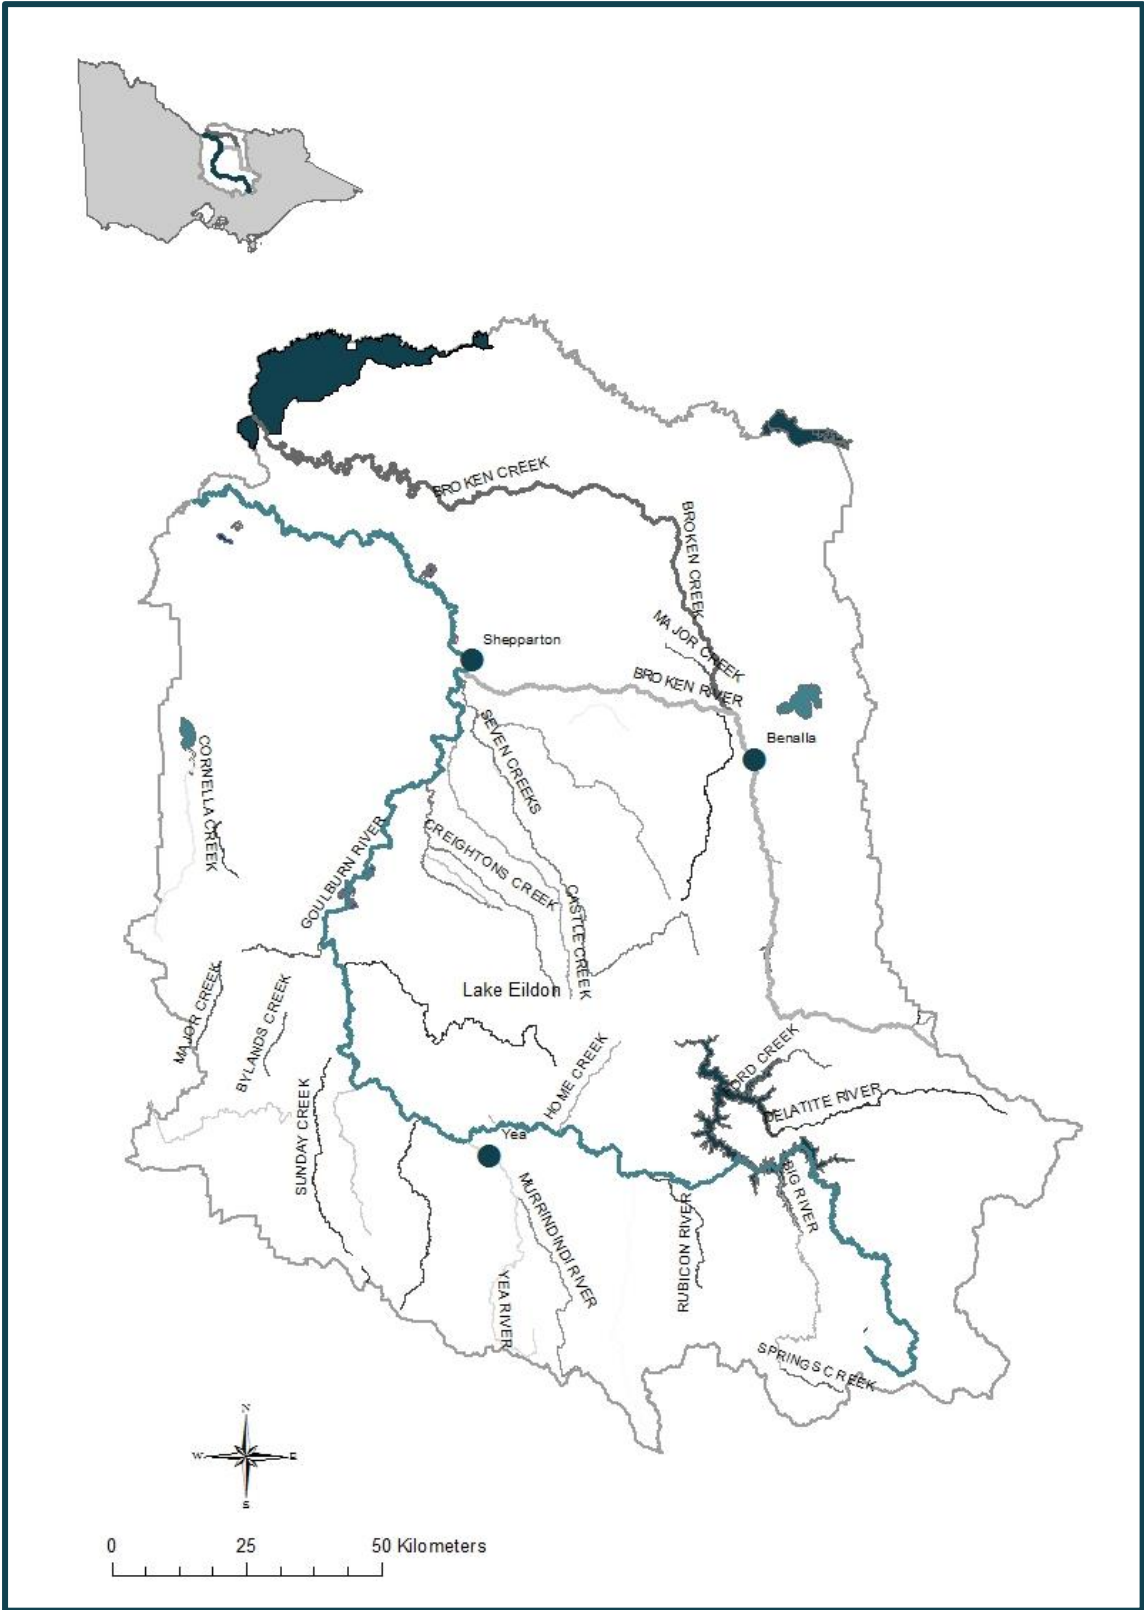 BROKEN CREEK
BROKEN CREEK
MAJOR CREEK
Shepparton
BROKEN RIVER
SEVEN CREEKS
Benalla
CORNELLA CREEK
GOULBURN RIVER
CREIGHTONS CREEK
CASTLE CREEK
Lake Eildon
MAJOR CREEK
BYLANDS CREEK
HOME CREEK
FORD CREEK
DELATITE RIVER
SUNDAY CREEK
Yea
BIG RIVER
MURRINDINDI RIVER
RUBICON RIVER
YEA RIVER
SPRINGS CREEK
N
W E
S
0 25 50 Kilometers